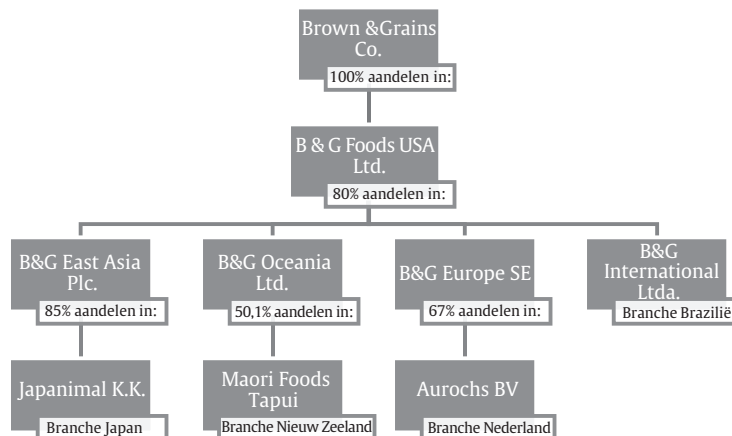 Brown &Grains
Co.
100% aandelen in:
B & G Foods USA
Ltd.
80% aandelen in:
B&G East Asia
Plc.
85% aandelen in:
B&G Oceania
Ltd.
50,1% aandelen in:
B&G Europe SE
67% aandelen in:
B&G
International
Ltda.
Branche Brazilië
Japanimal K.K.
Branche Japan
Maori Foods
Tapui
Branche Nieuw Zeeland
Aurochs BV
Branche Nederland